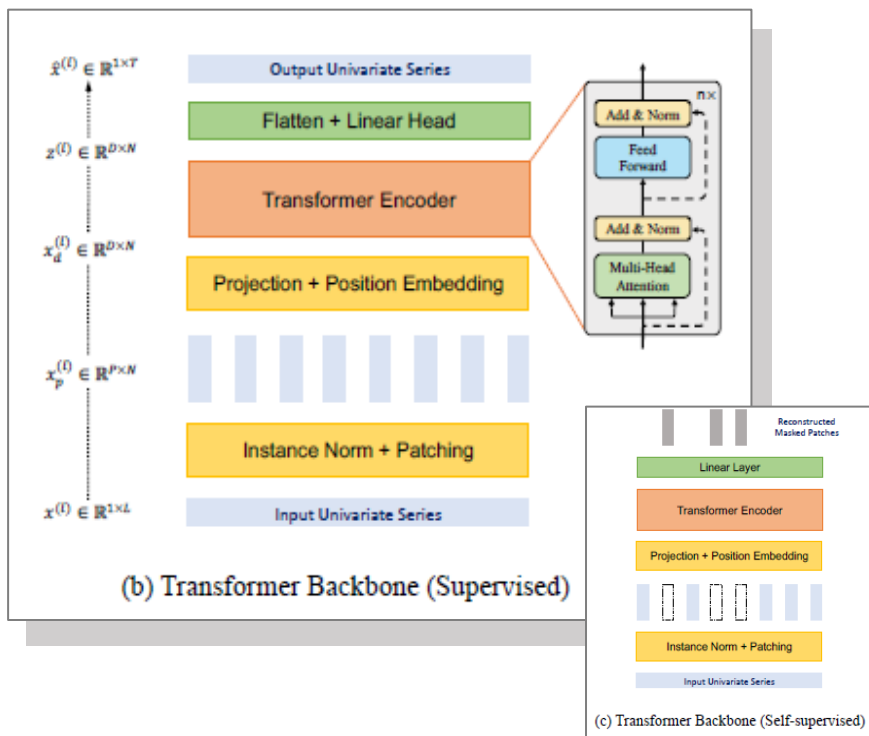 x̂^(i) ∈ ℝ^1×T
Output Univariate Series
Flatten + Linear Head
z^(i) ∈ ℝ^D×N
Transformer Encoder
x_d^(i) ∈ ℝ^D×N
Projection + Position Embedding
x_p^(i) ∈ ℝ^P×N
Instance Norm + Patching
x^(i) ∈ ℝ^1×L
Input Univariate Series
(b) Transformer Backbone (Supervised)
n×
Add & Norm
Feed
Forward
Add & Norm
Multi-Head
Attention
Reconstructed
Masked Patches
Linear Layer
Transformer Encoder
Projection + Position Embedding
Instance Norm + Patching
Input Univariate Series
(c) Transformer Backbone (Self-supervised)